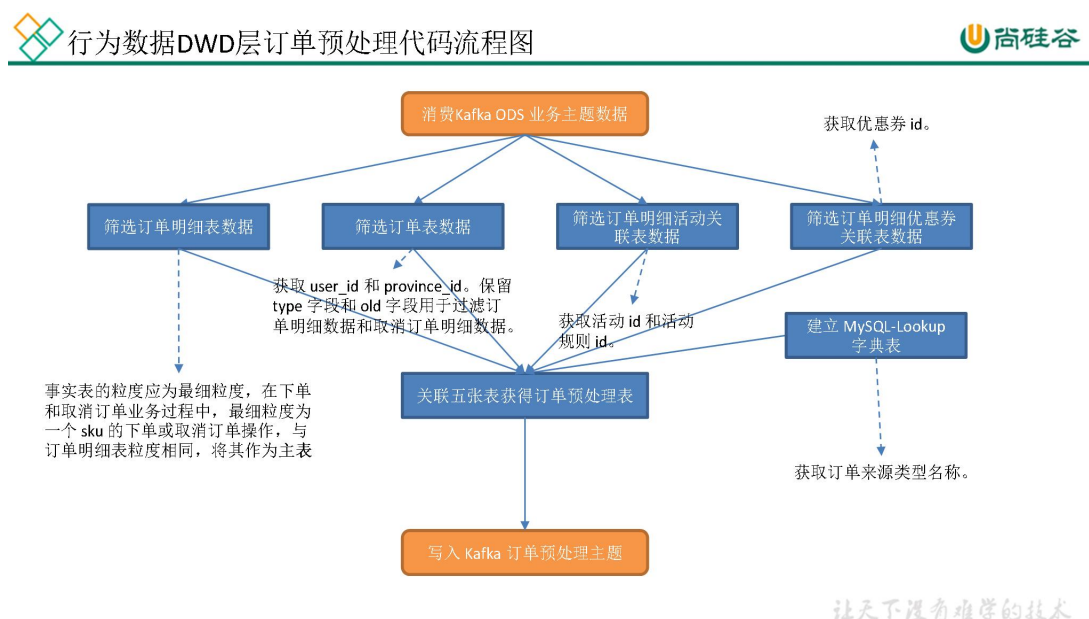 行为数据DWD层订单预处理代码流程图
尚硅谷
消费Kafka ODS 业务主题数据
获取优惠券 id。
筛选订单明细表数据
筛选订单表数据
筛选订单明细活动关
联表数据
筛选订单明细优惠券
关联表数据
获取 user_id 和 province_id。保留
type 字段和 old 字段用于过滤订
单明细数据和取消订单明细数据。
获取活动 id 和活动
规则 id。
建立 MySQL-Lookup
字典表
事实表的粒度应为最细粒度，在下单
和取消订单业务过程中，最细粒度为
一个 sku 的下单或取消订单操作，与
订单明细表粒度相同，将其作为主表
关联五张表获得订单预处理表
获取订单来源类型名称。
写入 Kafka 订单预处理主题
让天下没有难学的技术